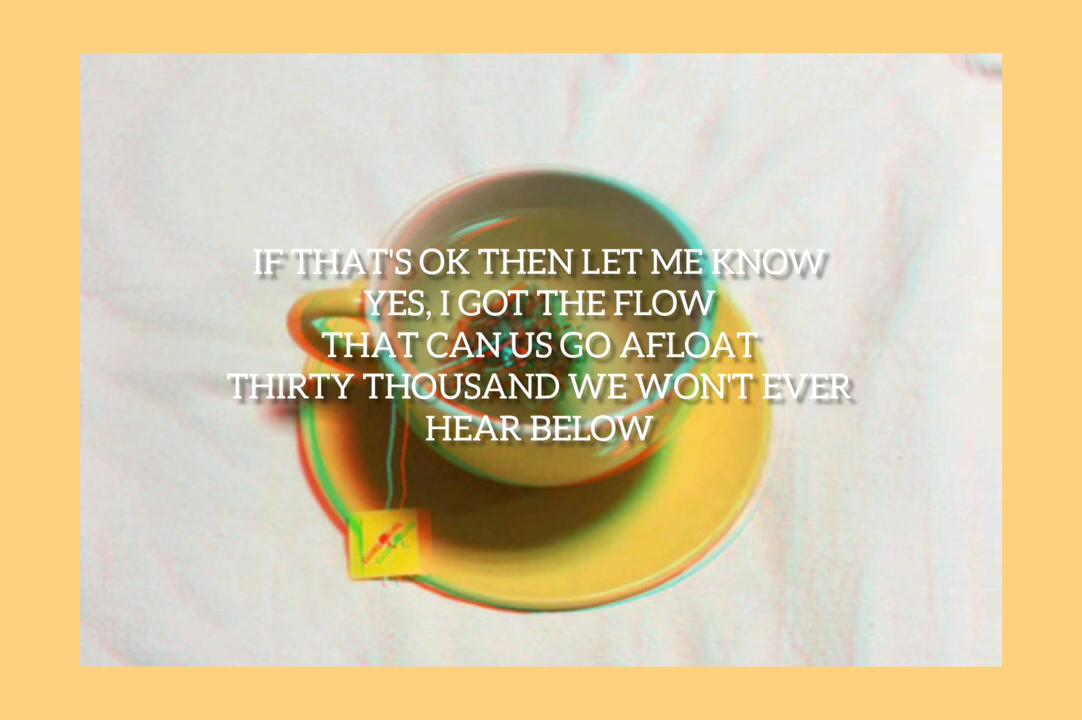 IF THAT'S OK THEN LET ME KNOW
YES, I GOT THE FLOW
THAT CAN US GO AFLOAT
THIRTY THOUSAND WE WON'T EVER
HEAR BELOW